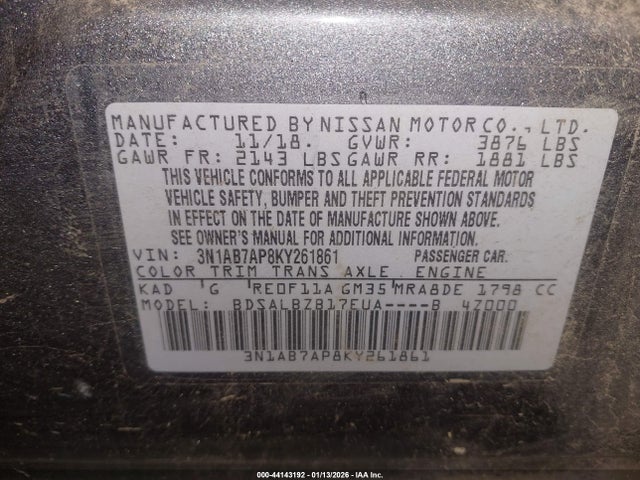 MANUFACTURED BY NISSAN MOTOR CO., LTD.
DATE: 11/18. GVWR: 3876 LBS
GAWR FR: 2143 LBS GAWR RR: 1881 LBS
THIS VEHICLE CONFORMS TO ALL APPLICABLE FEDERAL MOTOR
VEHICLE SAFETY, BUMPER AND THEFT PREVENTION STANDARDS
IN EFFECT ON THE DATE OF MANUFACTURE SHOWN ABOVE.
SEE OWNER'S MANUAL FOR ADDITIONAL INFORMATION.
VIN: 3N1AB7AP8KY261861 PASSENGER CAR.
COLOR TRIM TRANS AXLE ENGINE
KAD G RE0F11A GM35 MRA8DE 1798 CC
MODEL: BDSALBZB17EUA----B 4Z000
3N1AB7AP8KY261861
000-44143192 - 01/13/2026 - IAA Inc.